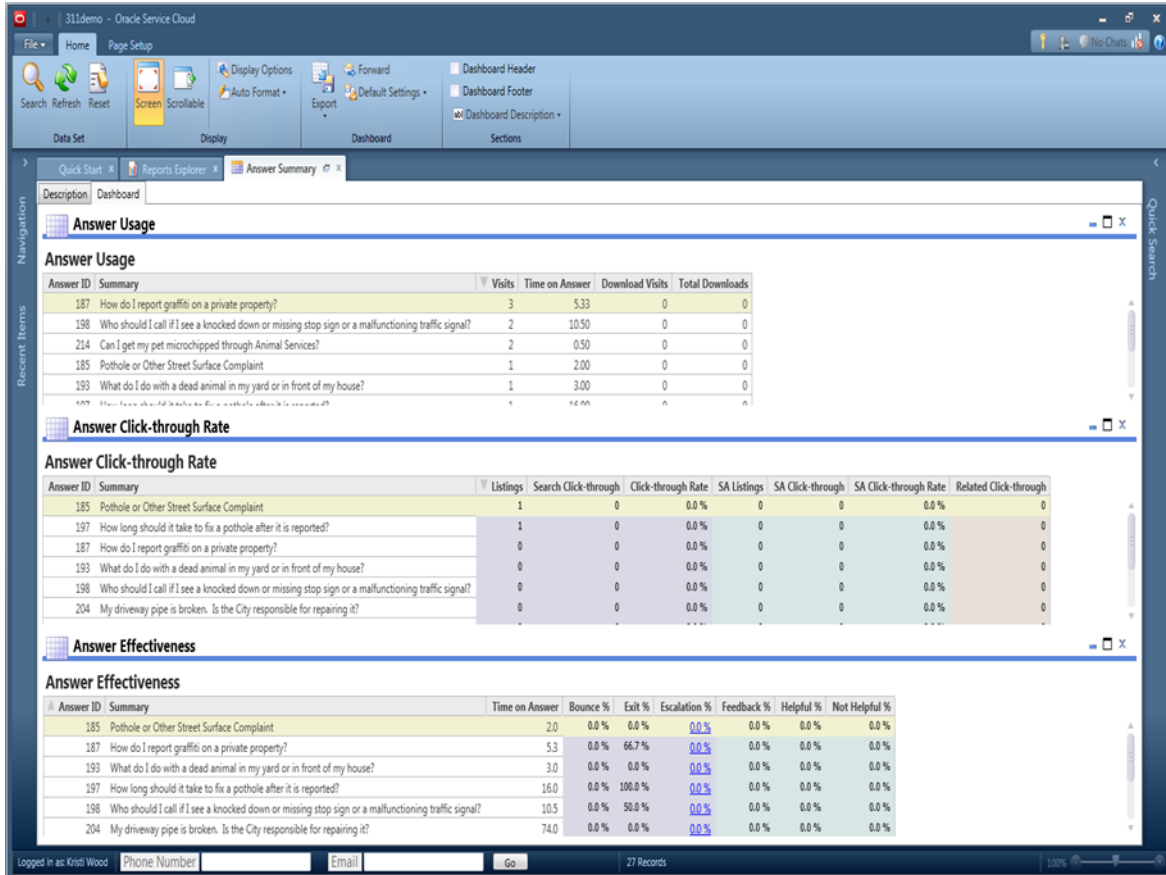 311demo - Oracle Service Cloud
File Home Page Setup No Chats
Search Refresh Reset Screen Scrollable Display Options Auto Format Export Forward Default Settings Dashboard Header Dashboard Footer Dashboard Description
Data Set Display Dashboard Sections
Quick Start Reports Explorer Answer Summary
Description Dashboard
Navigation
Recent Items
Quick Search
Answer Usage
Answer Usage
Answer ID Summary Visits Time on Answer Download Visits Total Downloads
187 How do I report graffiti on a private property? 3 5.33 0 0
198 Who should I call if I see a knocked down or missing stop sign or a malfunctioning traffic signal? 2 10.50 0 0
214 Can I get my pet microchipped through Animal Services? 2 0.50 0 0
185 Pothole or Other Street Surface Complaint 1 2.00 0 0
193 What do I do with a dead animal in my yard or in front of my house? 1 3.00 0 0
197 How long should it take to fix a pothole after it is reported? 1 16.00 0 0
Answer Click-through Rate
Answer Click-through Rate
Answer ID Summary Listings Search Click-through Click-through Rate SA Listings SA Click-through SA Click-through Rate Related Click-through
185 Pothole or Other Street Surface Complaint 1 0 0.0 % 0 0 0.0 % 0
197 How long should it take to fix a pothole after it is reported? 1 0 0.0 % 0 0 0.0 % 0
187 How do I report graffiti on a private property? 0 0 0.0 % 0 0 0.0 % 0
193 What do I do with a dead animal in my yard or in front of my house? 0 0 0.0 % 0 0 0.0 % 0
198 Who should I call if I see a knocked down or missing stop sign or a malfunctioning traffic signal? 0 0 0.0 % 0 0 0.0 % 0
204 My driveway pipe is broken. Is the City responsible for repairing it? 0 0 0.0 % 0 0 0.0 % 0
Answer Effectiveness
Answer Effectiveness
Answer ID Summary Time on Answer Bounce % Exit % Escalation % Feedback % Helpful % Not Helpful %
185 Pothole or Other Street Surface Complaint 2.0 0.0 % 0.0 % 0.0 % 0.0 % 0.0 % 0.0 %
187 How do I report graffiti on a private property? 5.3 0.0 % 66.7 % 0.0 % 0.0 % 0.0 % 0.0 %
193 What do I do with a dead animal in my yard or in front of my house? 3.0 0.0 % 0.0 % 0.0 % 0.0 % 0.0 % 0.0 %
197 How long should it take to fix a pothole after it is reported? 16.0 0.0 % 100.0 % 0.0 % 0.0 % 0.0 % 0.0 %
198 Who should I call if I see a knocked down or missing stop sign or a malfunctioning traffic signal? 10.5 0.0 % 50.0 % 0.0 % 0.0 % 0.0 % 0.0 %
204 My driveway pipe is broken. Is the City responsible for repairing it? 74.0 0.0 % 0.0 % 0.0 % 0.0 % 0.0 % 0.0 %
Logged in as: Kristi Wood Phone Number Email Go 27 Records 100%